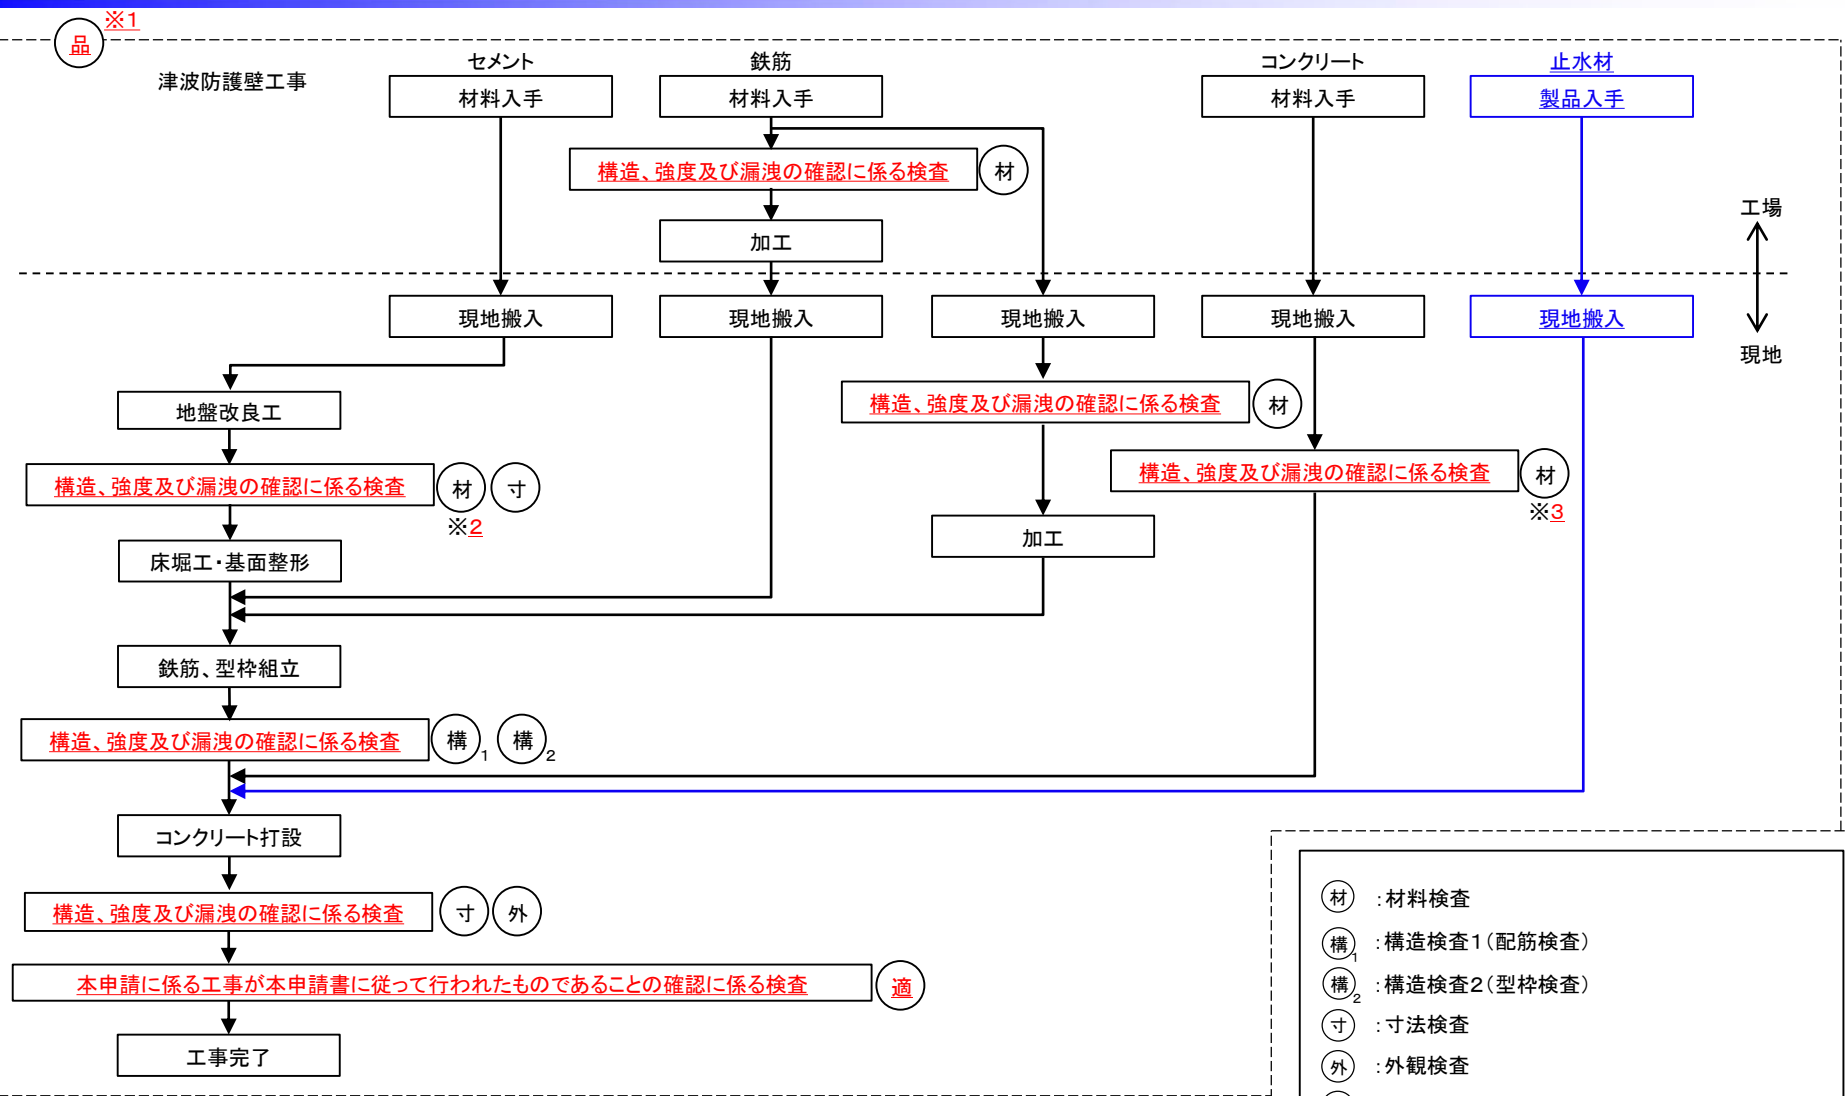 ※1
品
津波防護壁工事
セメント
鉄筋
コンクリート
止水材
材料入手
材料入手
材料入手
製品入手
構造、強度及び漏洩の確認に係る検査
材
加工
工場
現地搬入
現地搬入
現地搬入
現地搬入
現地搬入
現地
地盤改良工
構造、強度及び漏洩の確認に係る検査
材
構造、強度及び漏洩の確認に係る検査
材
※3
構造、強度及び漏洩の確認に係る検査
材 寸
※2
加工
床堀工・基面整形
鉄筋、型枠組立
構造、強度及び漏洩の確認に係る検査
構1 構2
コンクリート打設
構造、強度及び漏洩の確認に係る検査
寸 外
本申請に係る工事が本申請書に従って行われたものであることの確認に係る検査
適
工事完了
材 :材料検査
構1 :構造検査1(配筋検査)
構2 :構造検査2(型枠検査)
寸 :寸法検査
外 :外観検査